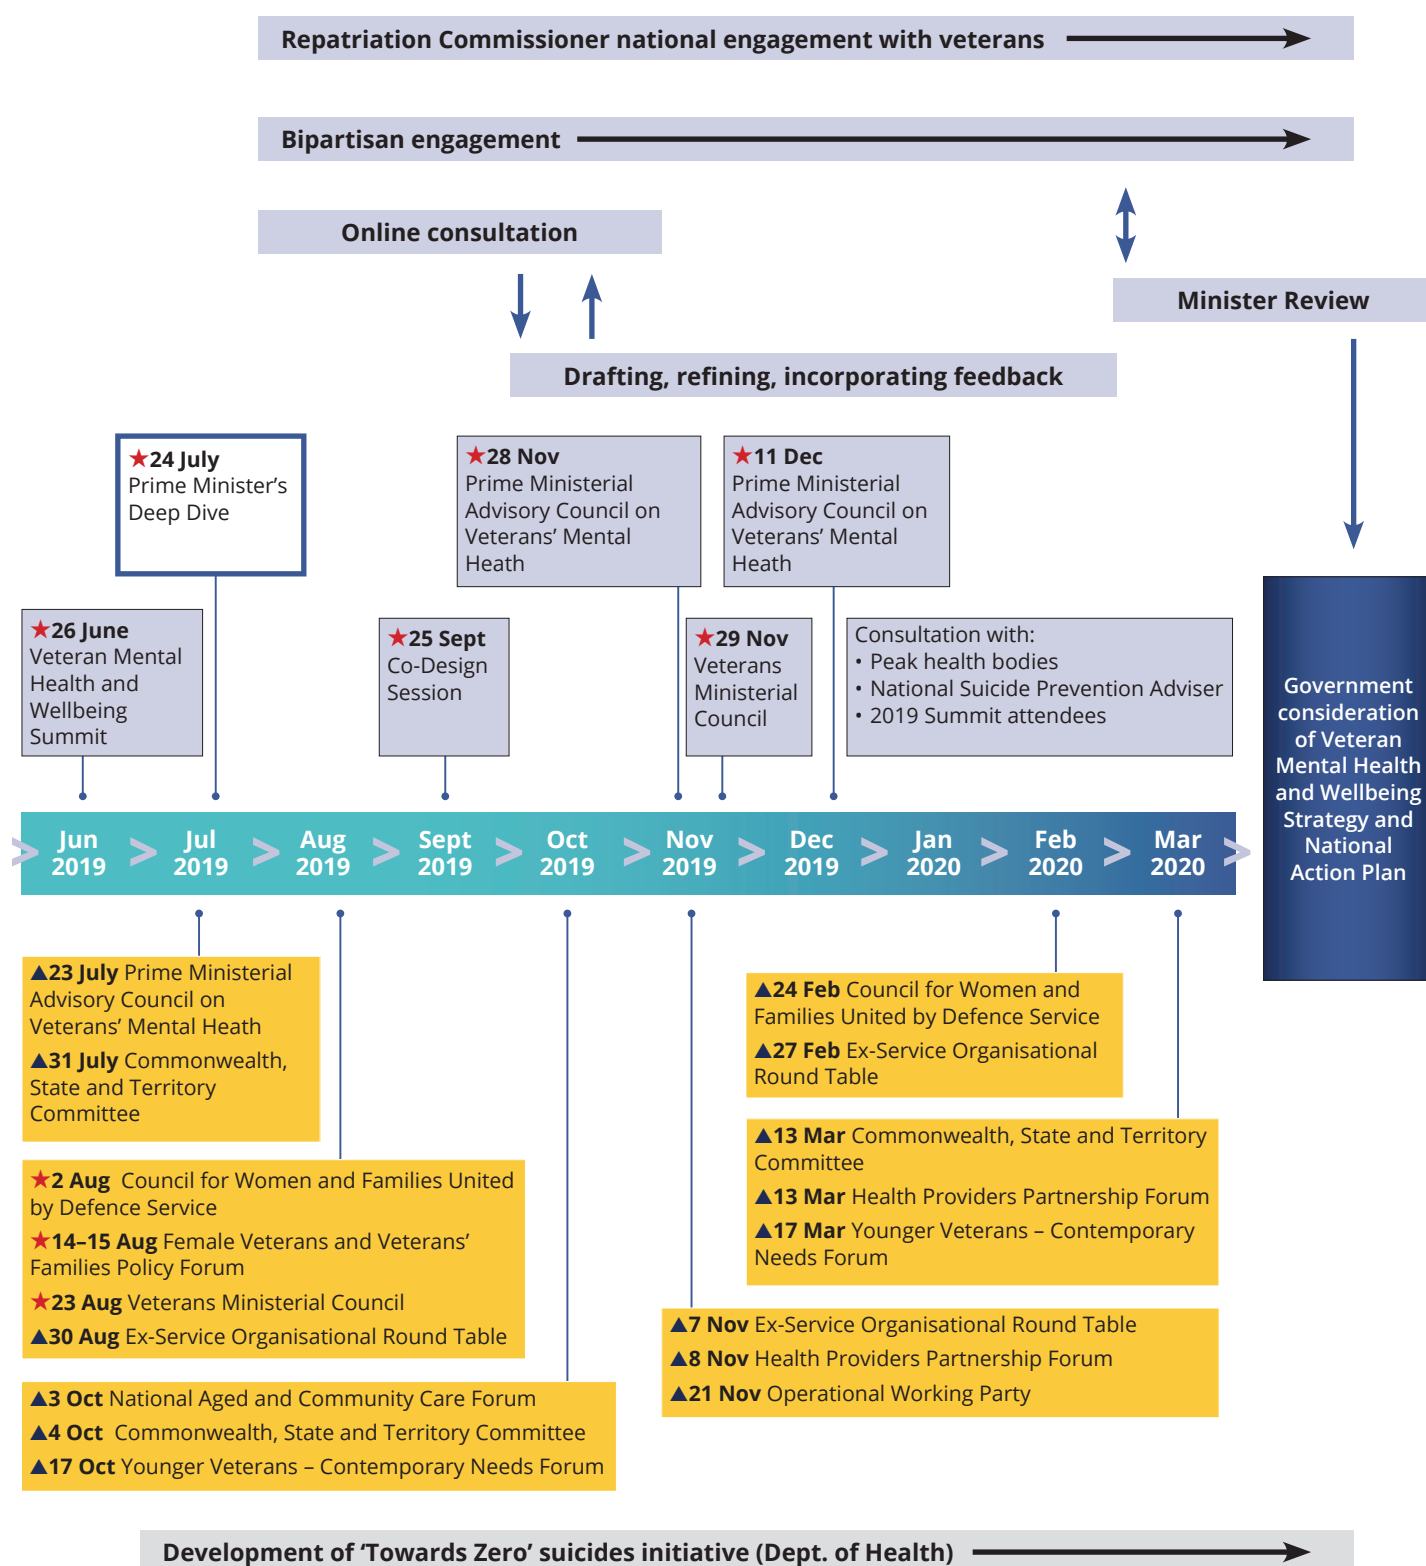 Repatriation Commissioner national engagement with veterans
Bipartisan engagement
Online consultation
Minister Review
Drafting, refining, incorporating feedback
★24 July
Prime Minister’s
Deep Dive
★28 Nov
Prime Ministerial
Advisory Council on
Veterans’ Mental
Heath
★11 Dec
Prime Ministerial
Advisory Council on
Veterans’ Mental
Heath
★26 June
Veteran Mental
Health and
Wellbeing
Summit
★25 Sept
Co-Design
Session
★29 Nov
Veterans
Ministerial
Council
Consultation with:
• Peak health bodies
• National Suicide Prevention Adviser
• 2019 Summit attendees
Government
consideration
of Veteran
Mental Health
and Wellbeing
Strategy and
National
Action Plan
> Jun 2019 > Jul 2019 > Aug 2019 > Sept 2019 > Oct 2019 > Nov 2019 > Dec 2019 > Jan 2020 > Feb 2020 > Mar 2020 >
▲23 July Prime Ministerial
Advisory Council on
Veterans’ Mental Heath
▲31 July Commonwealth,
State and Territory
Committee
★2 Aug Council for Women and Families United
by Defence Service
★14–15 Aug Female Veterans and Veterans’
Families Policy Forum
★23 Aug Veterans Ministerial Council
▲30 Aug Ex-Service Organisational Round Table
▲3 Oct National Aged and Community Care Forum
▲4 Oct Commonwealth, State and Territory Committee
▲17 Oct Younger Veterans – Contemporary Needs Forum
▲24 Feb Council for Women and
Families United by Defence Service
▲27 Feb Ex-Service Organisational
Round Table
▲13 Mar Commonwealth, State and Territory
Committee
▲13 Mar Health Providers Partnership Forum
▲17 Mar Younger Veterans – Contemporary
Needs Forum
▲7 Nov Ex-Service Organisational Round Table
▲8 Nov Health Providers Partnership Forum
▲21 Nov Operational Working Party
Development of ‘Towards Zero’ suicides initiative (Dept. of Health)